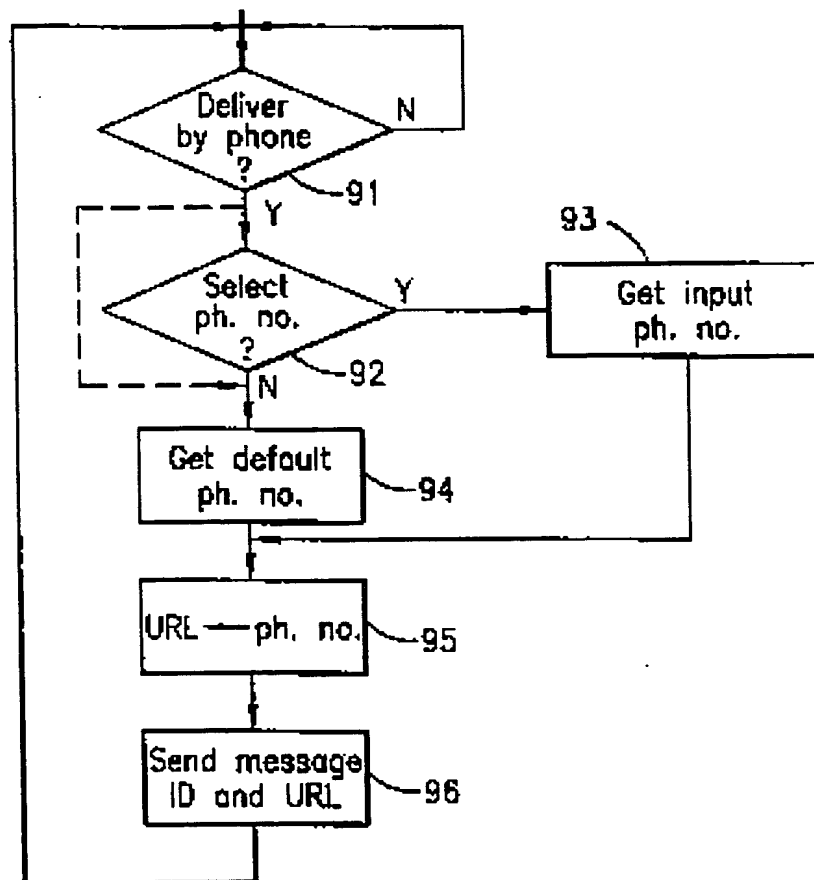 Deliver
by phone
?
N
91
Y
Select
ph. no.
?
Y
92
N
93
Get input
ph. no.
Get default
ph. no.
94
URL — ph. no.
95
Send message
ID and URL
96